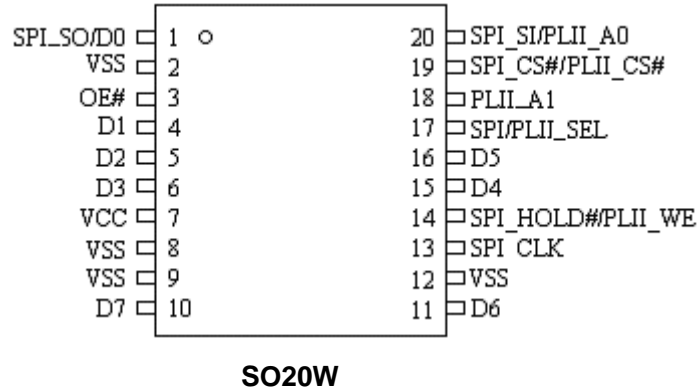 SPI_SO/D0 1 20 SPI_SI/PLII_A0
VSS 2 19 SPI_CS#/PLII_CS#
OE# 3 18 PLII_A1
D1 4 17 SPI/PLII_SEL
D2 5 16 D5
D3 6 15 D4
VCC 7 14 SPI_HOLD#/PLII_WE
VSS 8 13 SPI CLK
VSS 9 12 VSS
D7 10 11 D6
SO20W